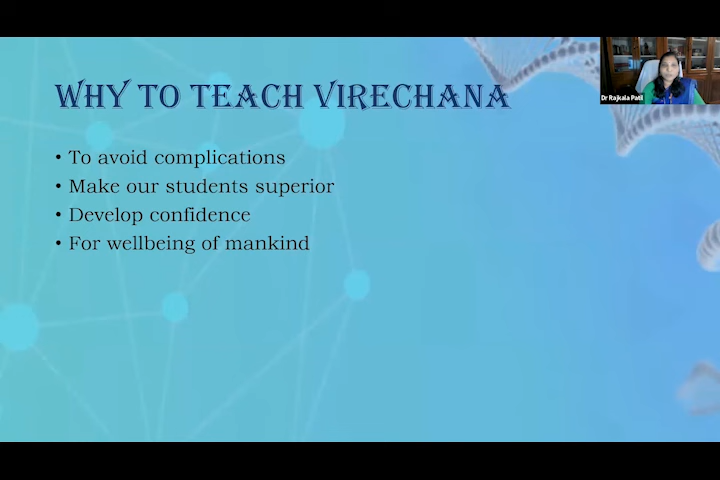 WHY TO TEACH VIRECHANA
• To avoid complications
• Make our students superior
• Develop confidence
• For wellbeing of mankind
Dr Rajkala Patil